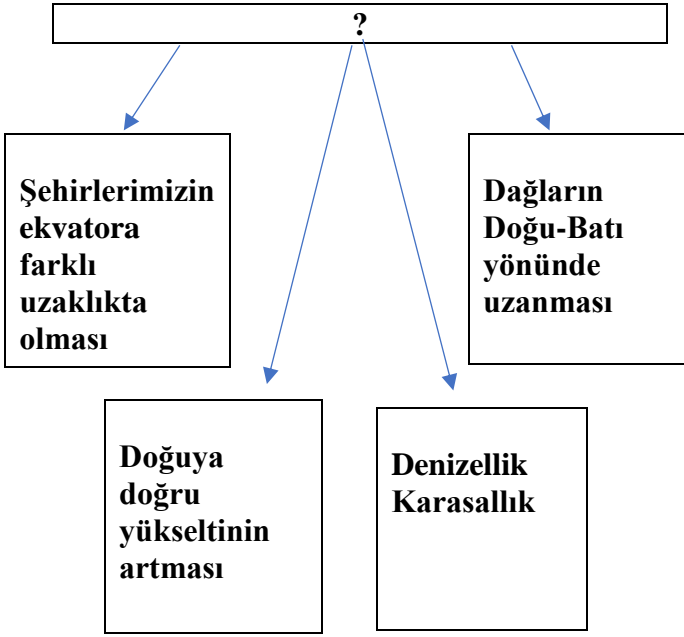 ?
Şehirlerimizin
ekvatora
farklı
uzaklıkta
olması
Dağların
Doğu-Batı
yönünde
uzanması
Doğuya
doğru
yükseltinin
artması
Denizellik
Karasallık